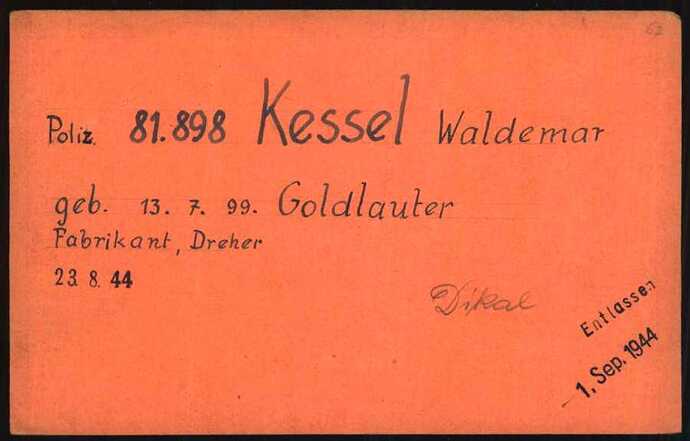 62
Poliz. 81.898 Kessel Waldemar
geb. 13. 7. 99. Goldlauter
Fabrikant, Dreher
23. 8. 44
Dikal
Entlassen
1. Sep. 1944